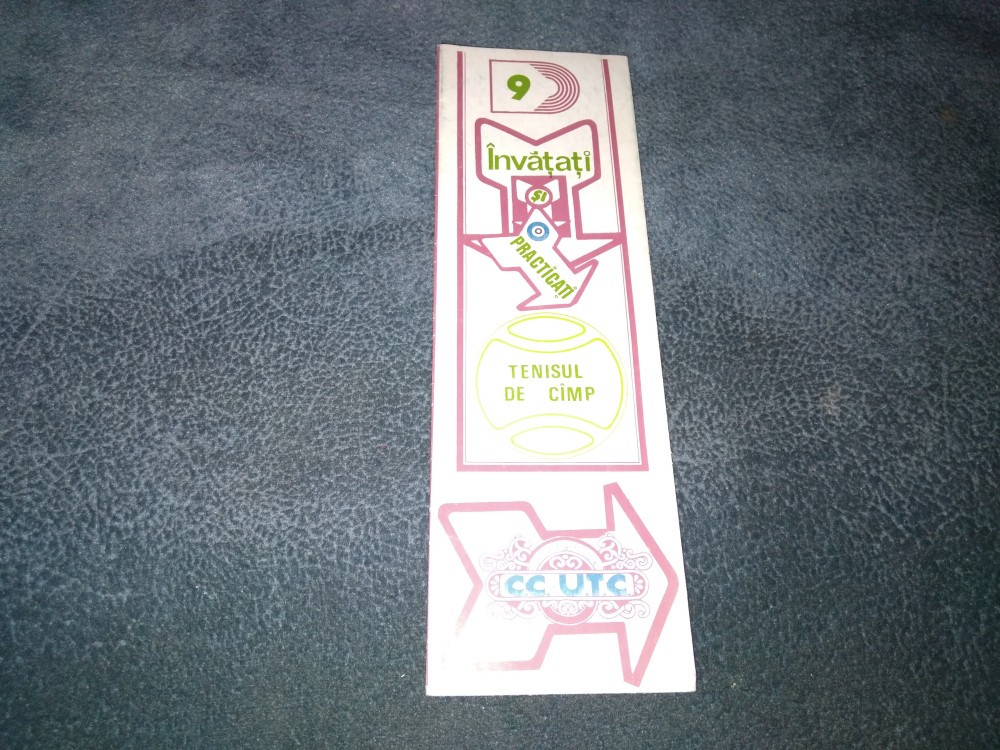 9
Învățați
ȘI
PRACTICAȚI
TENISUL
DE CÎMP
C.C. U.T.C.